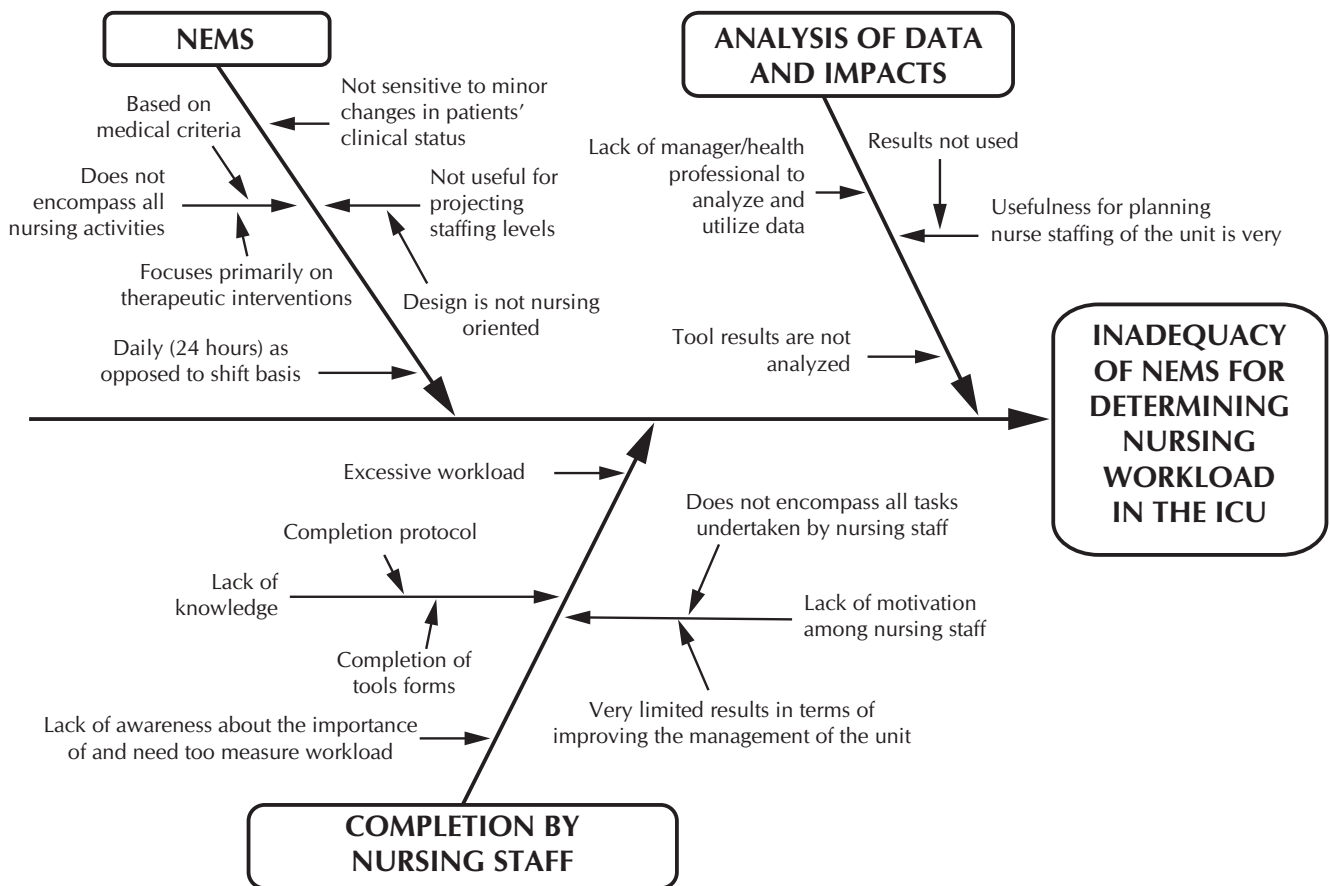 NEMS
Not sensitive to minor
changes in patients'
clinical status
Based on
medical criteria
Does not
encompass all
nursing activities
Not useful for
projecting
staffing levels
Focuses primarily on
therapeutic interventions
Design is not nursing
oriented
Daily (24 hours) as
opposed to shift basis
ANALYSIS OF DATA
AND IMPACTS
Lack of manager/health
professional to
analyze and
utilize data
Results not used
Usefulness for planning
nurse staffing of the unit is very
Tool results are not
analyzed
INADEQUACY
OF NEMS FOR
DETERMINING
NURSING
WORKLOAD
IN THE ICU
Excessive workload
Completion protocol
Lack of
knowledge
Completion of
tools forms
Does not encompass all tasks
undertaken by nursing staff
Lack of motivation
among nursing staff
Very limited results in terms of
improving the management of the unit
Lack of awareness about the importance
of and need too measure workload
COMPLETION BY
NURSING STAFF